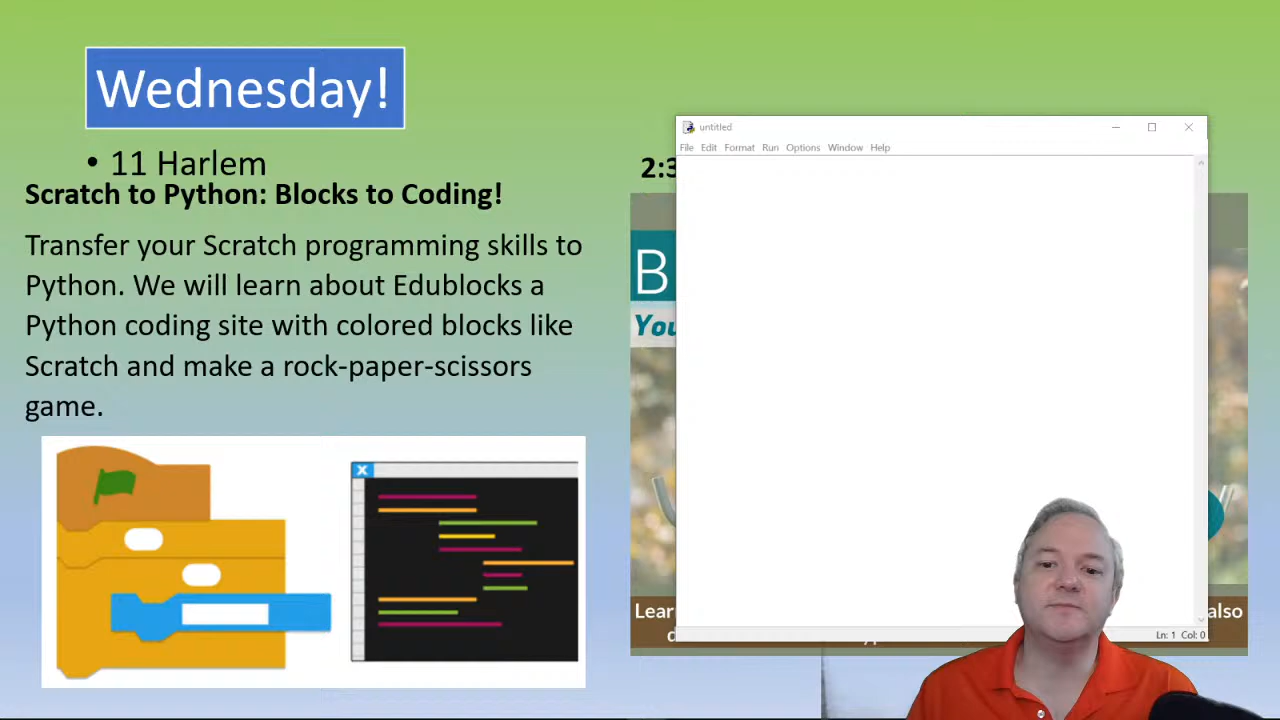 Wednesday!
• 11 Harlem
Scratch to Python: Blocks to Coding!
Transfer your Scratch programming skills to
Python. We will learn about Edublocks a
Python coding site with colored blocks like
Scratch and make a rock-paper-scissors
game.
2:3
B
You
Lear
also
untitled
File Edit Format Run Options Window Help
Ln: 1 Col: 0